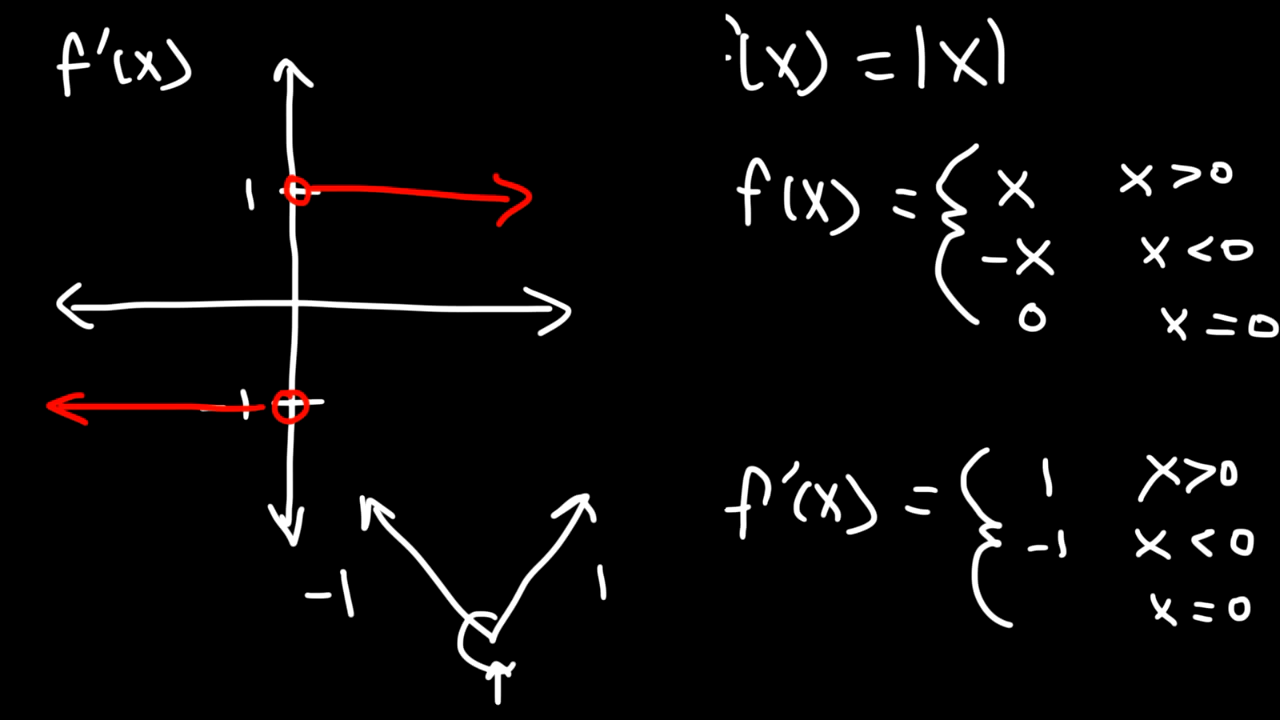 f'(x)
1
-1
-1
1
(x) = |x|
f(x) = { x x > 0
-x x < 0
0 x = 0
f'(x) = { 1 x > 0
-1 x < 0
x = 0